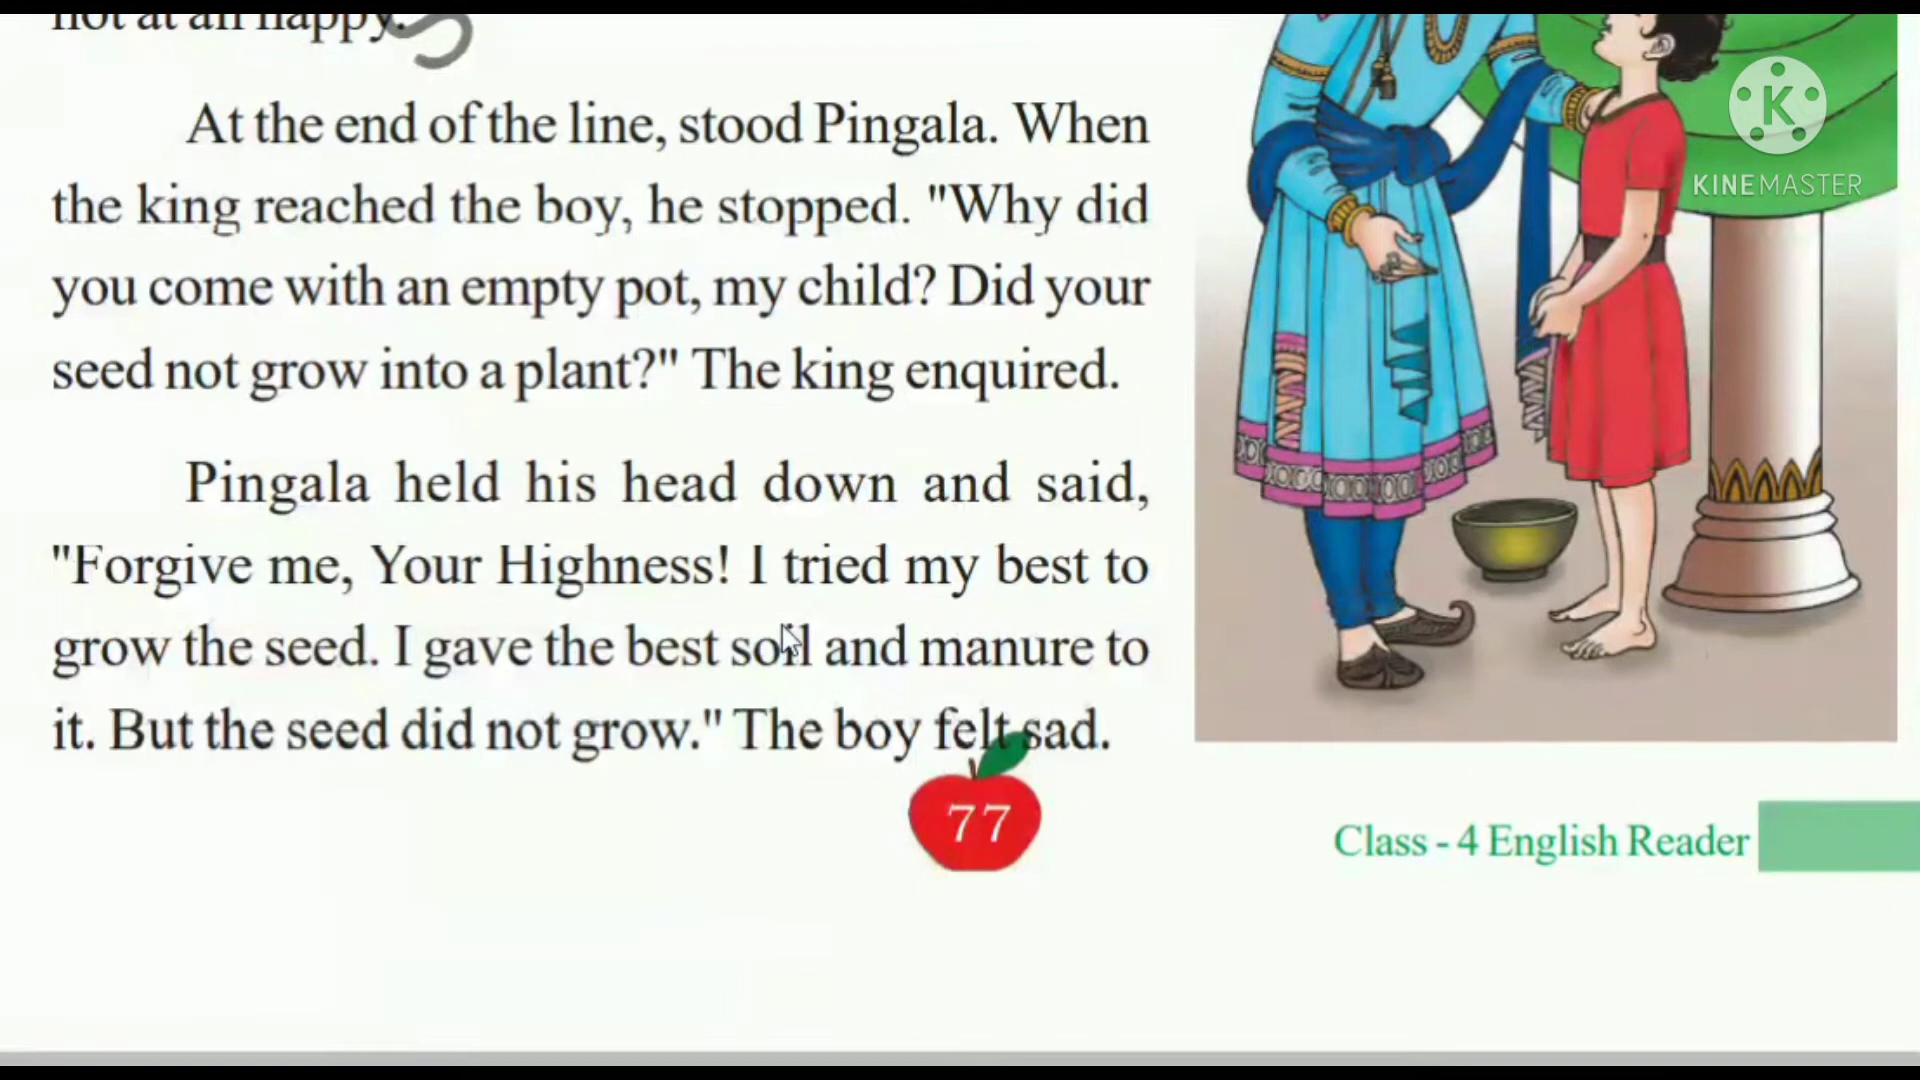 not at all happy.
At the end of the line, stood Pingala. When
the king reached the boy, he stopped. "Why did
you come with an empty pot, my child? Did your
seed not grow into a plant?" The king enquired.
Pingala held his head down and said,
"Forgive me, Your Highness! I tried my best to
grow the seed. I gave the best soil and manure to
it. But the seed did not grow." The boy felt sad.
K
KINEMASTER
77
Class - 4 English Reader